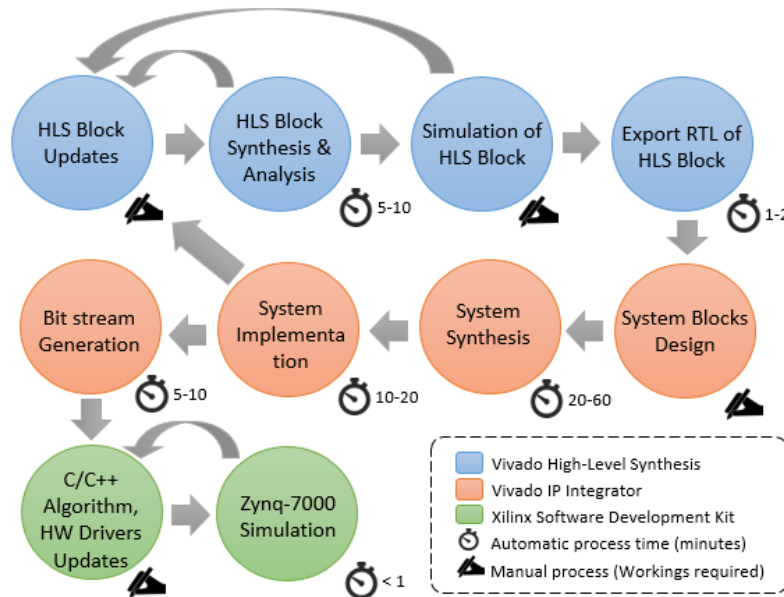 HLS Block
Updates
HLS Block
Synthesis &
Analysis
5-10
Simulation of
HLS Block
Export RTL of
HLS Block
1-2
Bit stream
Generation
5-10
System
Implementa
tion
10-20
System
Synthesis
20-60
System Blocks
Design
C/C++
Algorithm,
HW Drivers
Updates
Zynq-7000
Simulation
< 1
Vivado High-Level Synthesis
Vivado IP Integrator
Xilinx Software Development Kit
Automatic process time (minutes)
Manual process (Workings required)